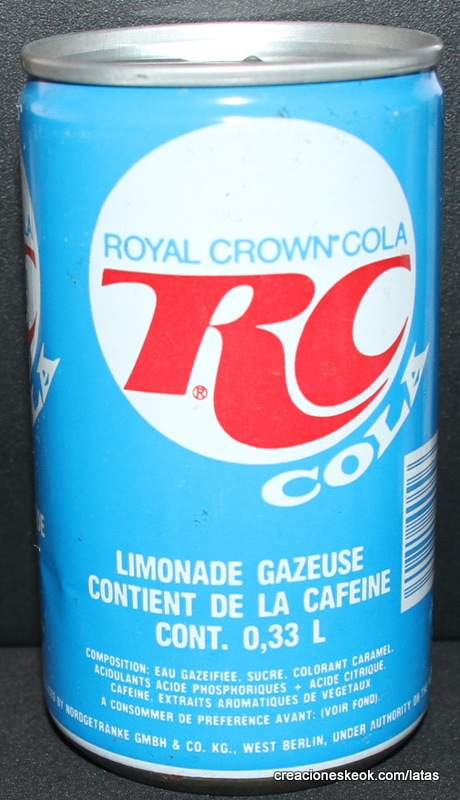 ROYAL CROWN COLA
RC
®
COLA
LIMONADE GAZEUSE
CONTIENT DE LA CAFEINE
CONT. 0,33 L
COMPOSITION: EAU GAZEIFIEE, SUCRE, COLORANT CARAMEL,
ACIDULANTS ACIDE PHOSPHORIQUES + ACIDE CITRIQUE,
CAFEINE, EXTRAITS AROMATIQUES DE VEGETAUX
A CONSOMMER DE PREFERENCE AVANT: (VOIR FOND).
BY NORDGETRANKE GMBH & CO. KG., WEST BERLIN, UNDER AUTHORITY
creacioneskeok.com/latas